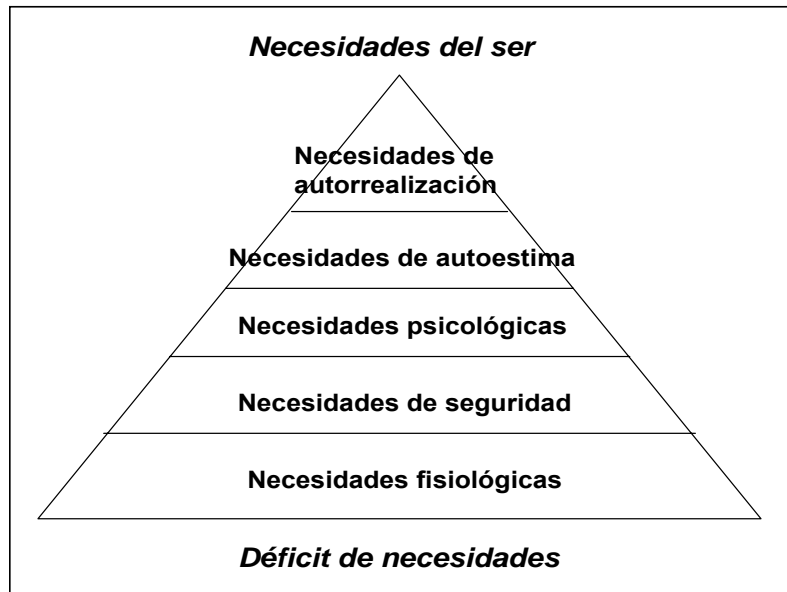 Necesidades del ser
Necesidades de
autorrealización
Necesidades de autoestima
Necesidades psicológicas
Necesidades de seguridad
Necesidades fisiológicas
Déficit de necesidades